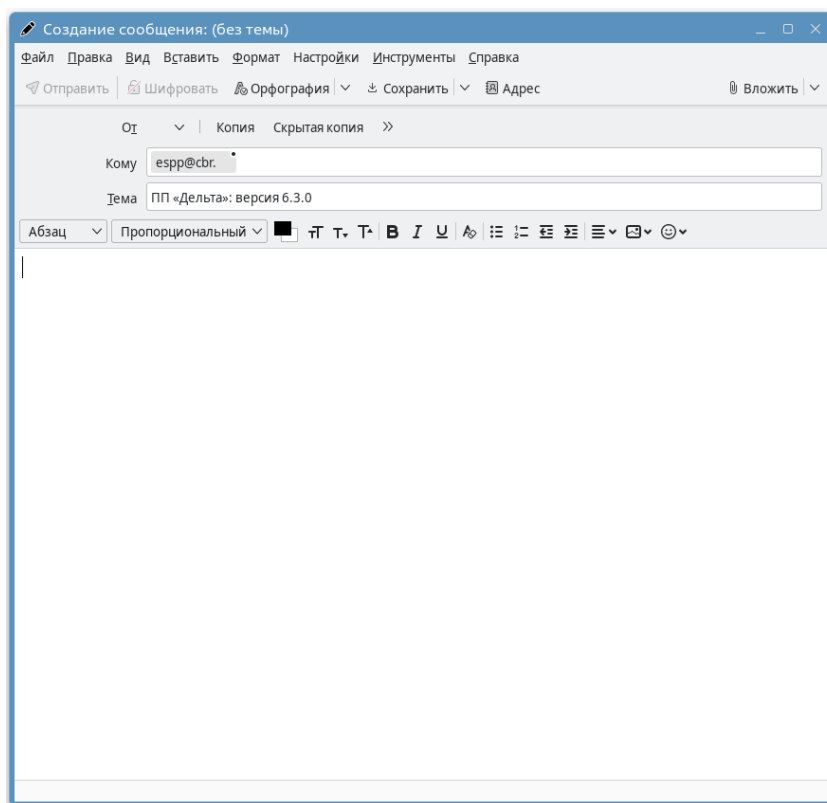 Создание сообщения: (без темы)
Файл Правка Вид Вставить Формат Настройки Инструменты Справка
Отправить Шифровать Орфография Сохранить Адрес Вложить
От Копия Скрытая копия
Кому espp@cbr.
Тема ПП «Дельта»: версия 6.3.0
Абзац Пропорциональный